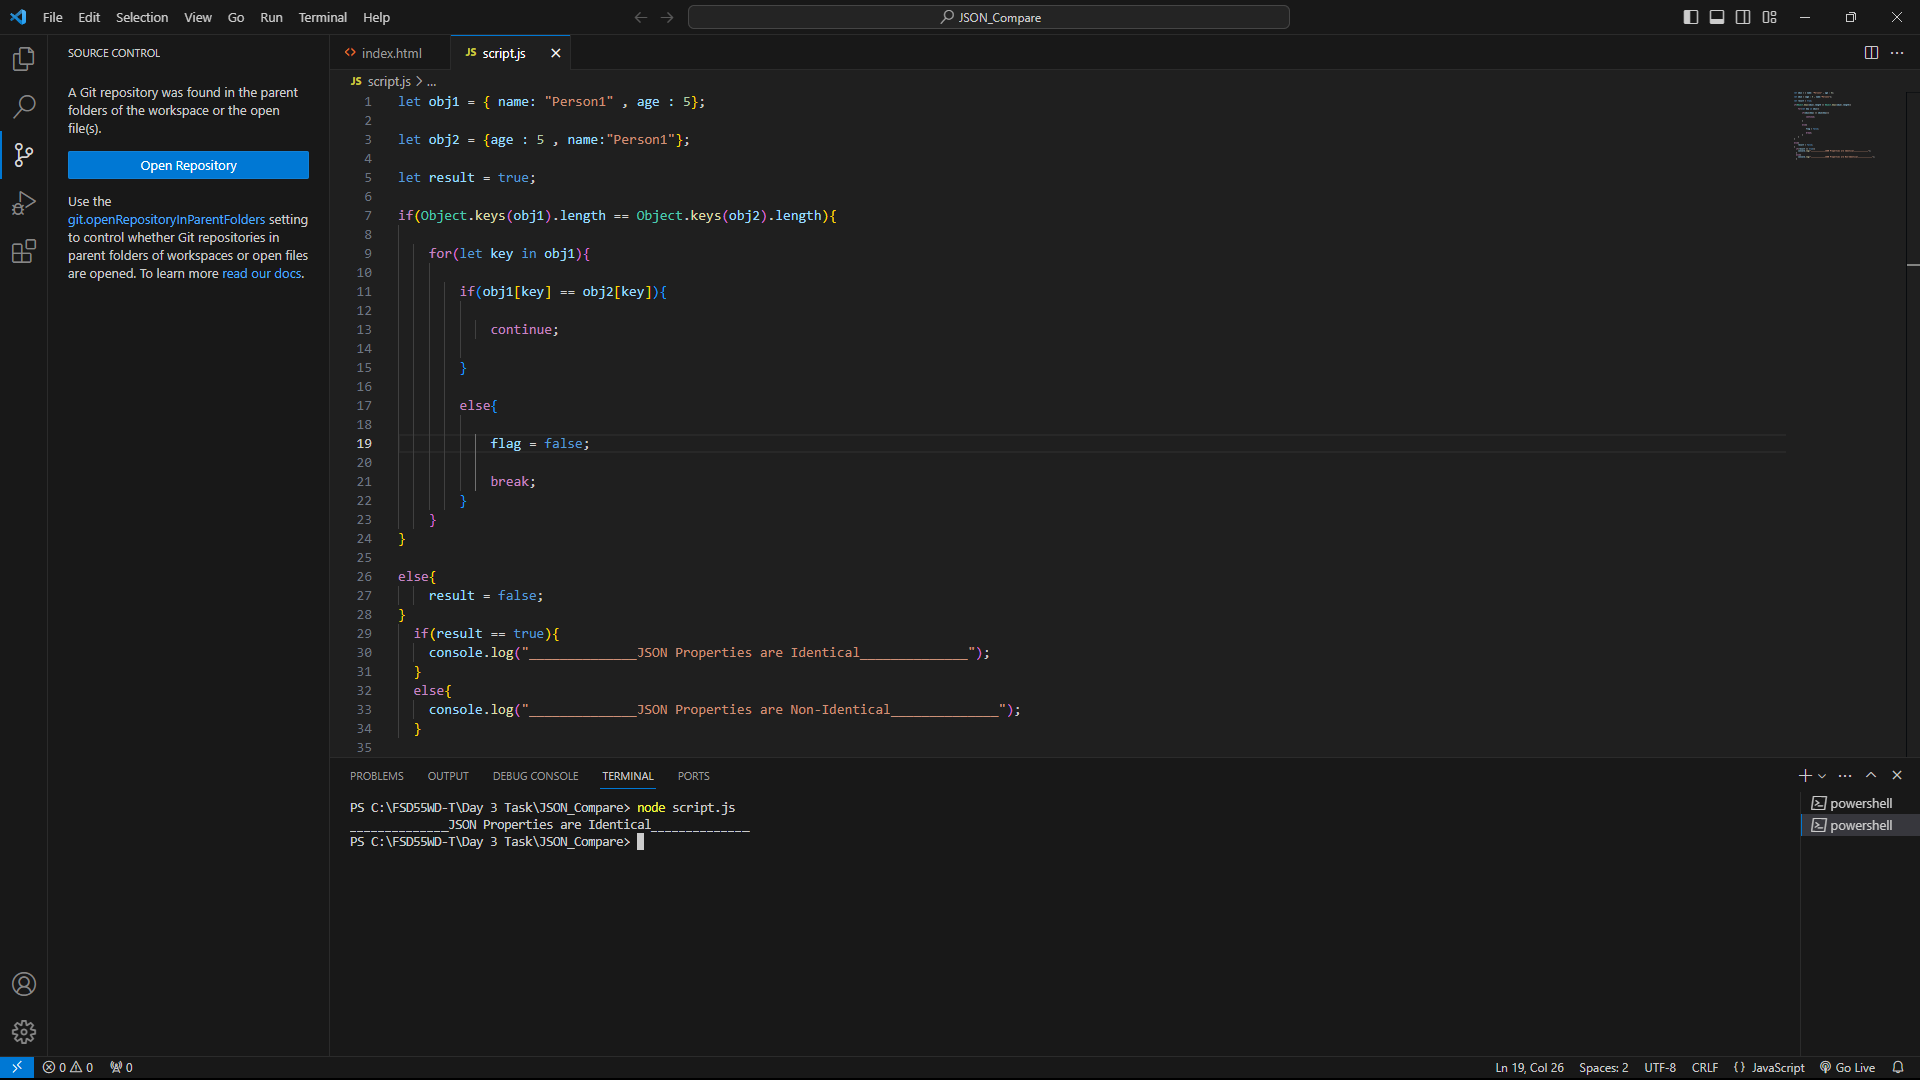 File Edit Selection View Go Run Terminal Help
JSON_Compare
SOURCE CONTROL
A Git repository was found in the parent
folders of the workspace or the open
file(s).
Open Repository
Use the
git.openRepositoryInParentFolders setting
to control whether Git repositories in
parent folders of workspaces or open files
are opened. To learn more read our docs.
index.html
JS script.js
JS script.js > ...
1 let obj1 = { name: "Person1" , age : 5};
2
3 let obj2 = {age : 5 , name:"Person1"};
4
5 let result = true;
6
7 if(Object.keys(obj1).length == Object.keys(obj2).length){
8
9 for(let key in obj1){
10
11 if(obj1[key] == obj2[key]){
12
13 continue;
14
15 }
16
17 else{
18
19 flag = false;
20
21 break;
22 }
23 }
24 }
25
26 else{
27 result = false;
28 }
29 if(result == true){
30 console.log("______________JSON Properties are Identical______________");
31 }
32 else{
33 console.log("______________JSON Properties are Non-Identical______________");
34 }
35
PROBLEMS OUTPUT DEBUG CONSOLE TERMINAL PORTS
PS C:\FSD55WD-T\Day 3 Task\JSON_Compare> node script.js
______________JSON Properties are Identical______________
PS C:\FSD55WD-T\Day 3 Task\JSON_Compare>
powershell
powershell
0 0 0
Ln 19, Col 26 Spaces: 2 UTF-8 CRLF {} JavaScript Go Live